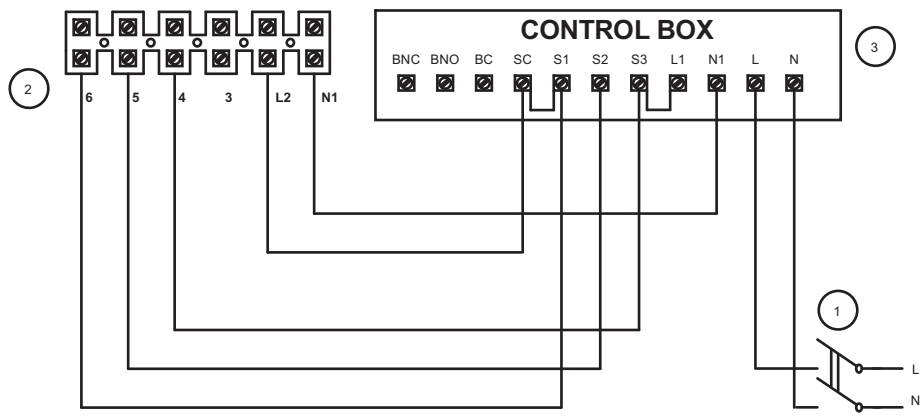 CONTROL BOX
3
BNC BNO BC SC S1 S2 S3 L1 N1 L N
2
6 5 4 3 L2 N1
1
L
N